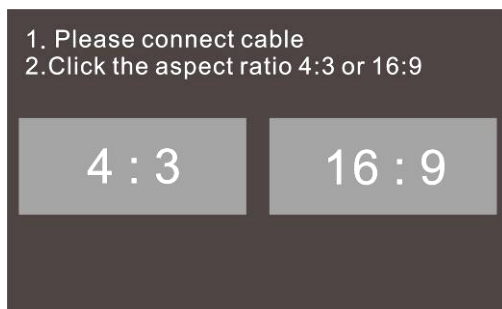 1. Please connect cable
2.Click the aspect ratio 4:3 or 16:9
4 : 3
16 : 9